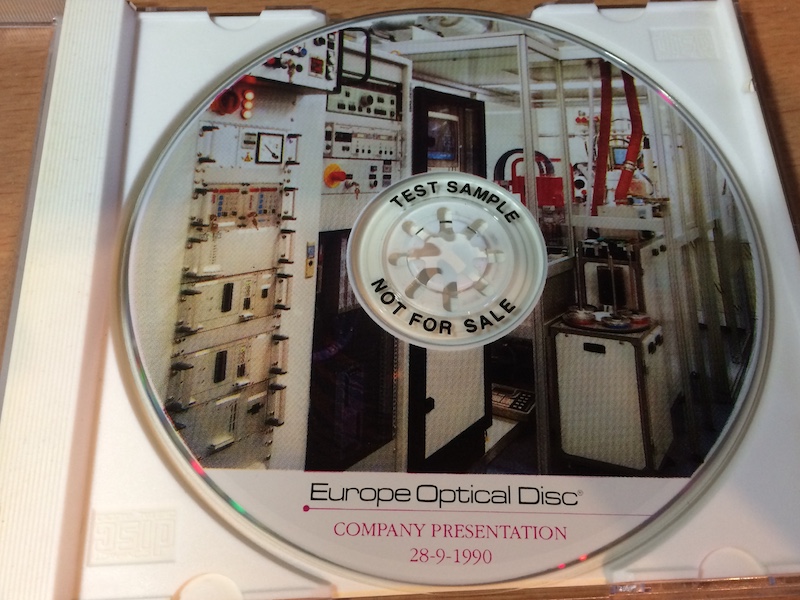 TEST SAMPLE
NOT FOR SALE
Europe Optical Disc®
COMPANY PRESENTATION
28-9-1990